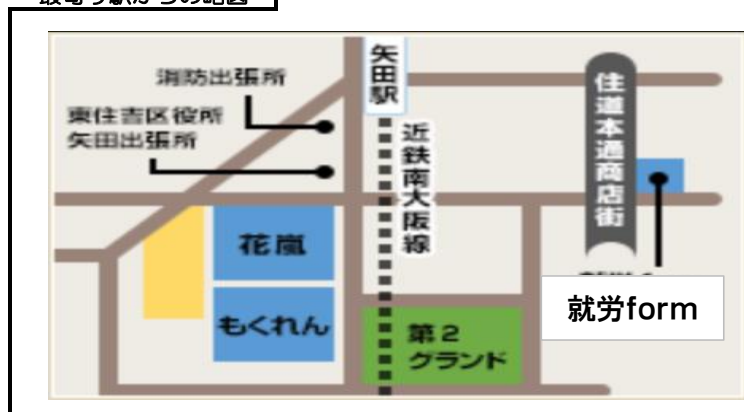 最寄り駅からの略図
矢田駅
消防出張所
東住吉区役所
矢田出張所
近鉄南大阪線
住道本通商店街
花嵐
もくれん
第2
グランド
就労form